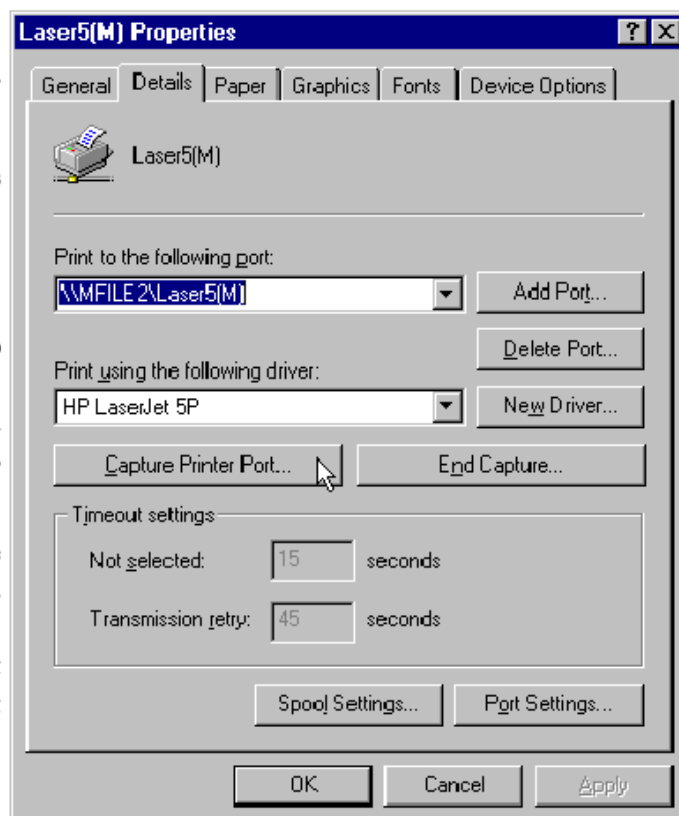 Laser5(M) Properties
General Details Paper Graphics Fonts Device Options
Laser5(M)
Print to the following port:
\\MFILE2\Laser5(M) Add Port...
Delete Port...
Print using the following driver:
HP LaserJet 5P New Driver...
Capture Printer Port... End Capture...
Timeout settings
Not selected: 15 seconds
Transmission retry: 45 seconds
Spool Settings... Port Settings...
OK Cancel Apply